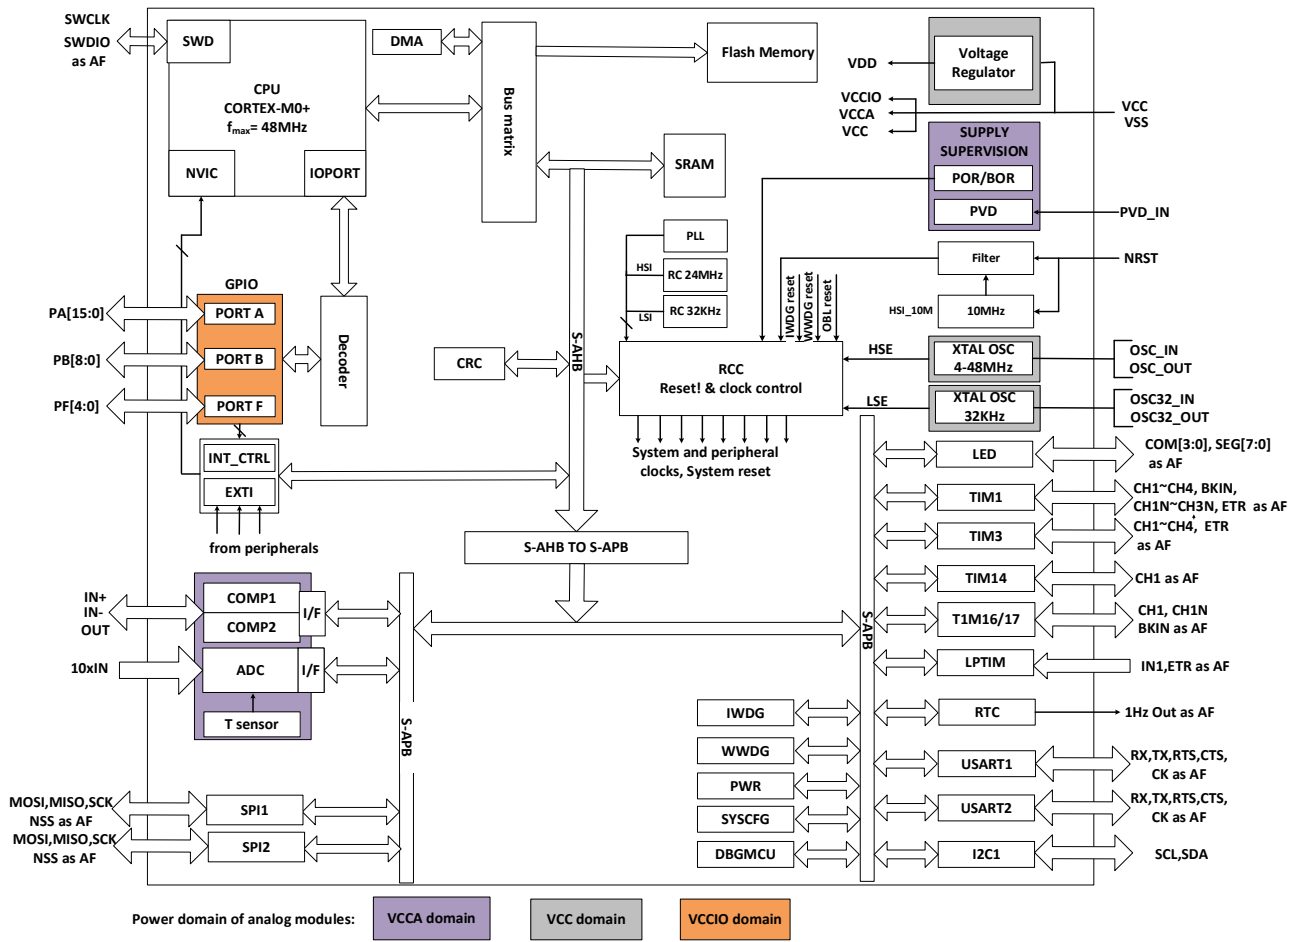 SWCLK
SWDIO
as AF
SWD
CPU
CORTEX-M0+
fmax= 48MHz
NVIC
IOPORT
DMA
Bus matrix
Flash Memory
SRAM
VDD
VCCIO
VCCA
VCC
Voltage
Regulator
VCC
VSS
SUPPLY
SUPERVISION
POR/BOR
PVD
PVD_IN
Filter
NRST
HSI_10M
10MHz
PLL
HSI
RC 24MHz
LSI
RC 32KHz
IWDG reset
WWDG reset
OBL reset
RCC
Reset! & clock control
HSE
XTAL OSC
4-48MHz
OSC_IN
OSC_OUT
LSE
XTAL OSC
32KHz
OSC32_IN
OSC32_OUT
System and peripheral
clocks, System reset
GPIO
PA[15:0]
PORT A
PB[8:0]
PORT B
PF[4:0]
PORT F
Decoder
CRC
S-AHB
INT_CTRL
EXTI
from peripherals
S-AHB TO S-APB
IN+
IN-
OUT
COMP1
COMP2
I/F
10xIN
ADC
I/F
T sensor
S-APB
MOSI,MISO,SCK
NSS as AF
SPI1
MOSI,MISO,SCK
NSS as AF
SPI2
S-APB
IWDG
WWDG
PWR
SYSCFG
DBGMCU
LED
COM[3:0], SEG[7:0]
as AF
TIM1
CH1~CH4, BKIN,
CH1N~CH3N, ETR as AF
TIM3
CH1~CH4, ETR
as AF
TIM14
CH1 as AF
T1M16/17
CH1, CH1N
BKIN as AF
LPTIM
IN1,ETR as AF
RTC
1Hz Out as AF
USART1
RX,TX,RTS,CTS,
CK as AF
USART2
RX,TX,RTS,CTS,
CK as AF
I2C1
SCL,SDA
Power domain of analog modules:
VCCA domain
VCC domain
VCCIO domain